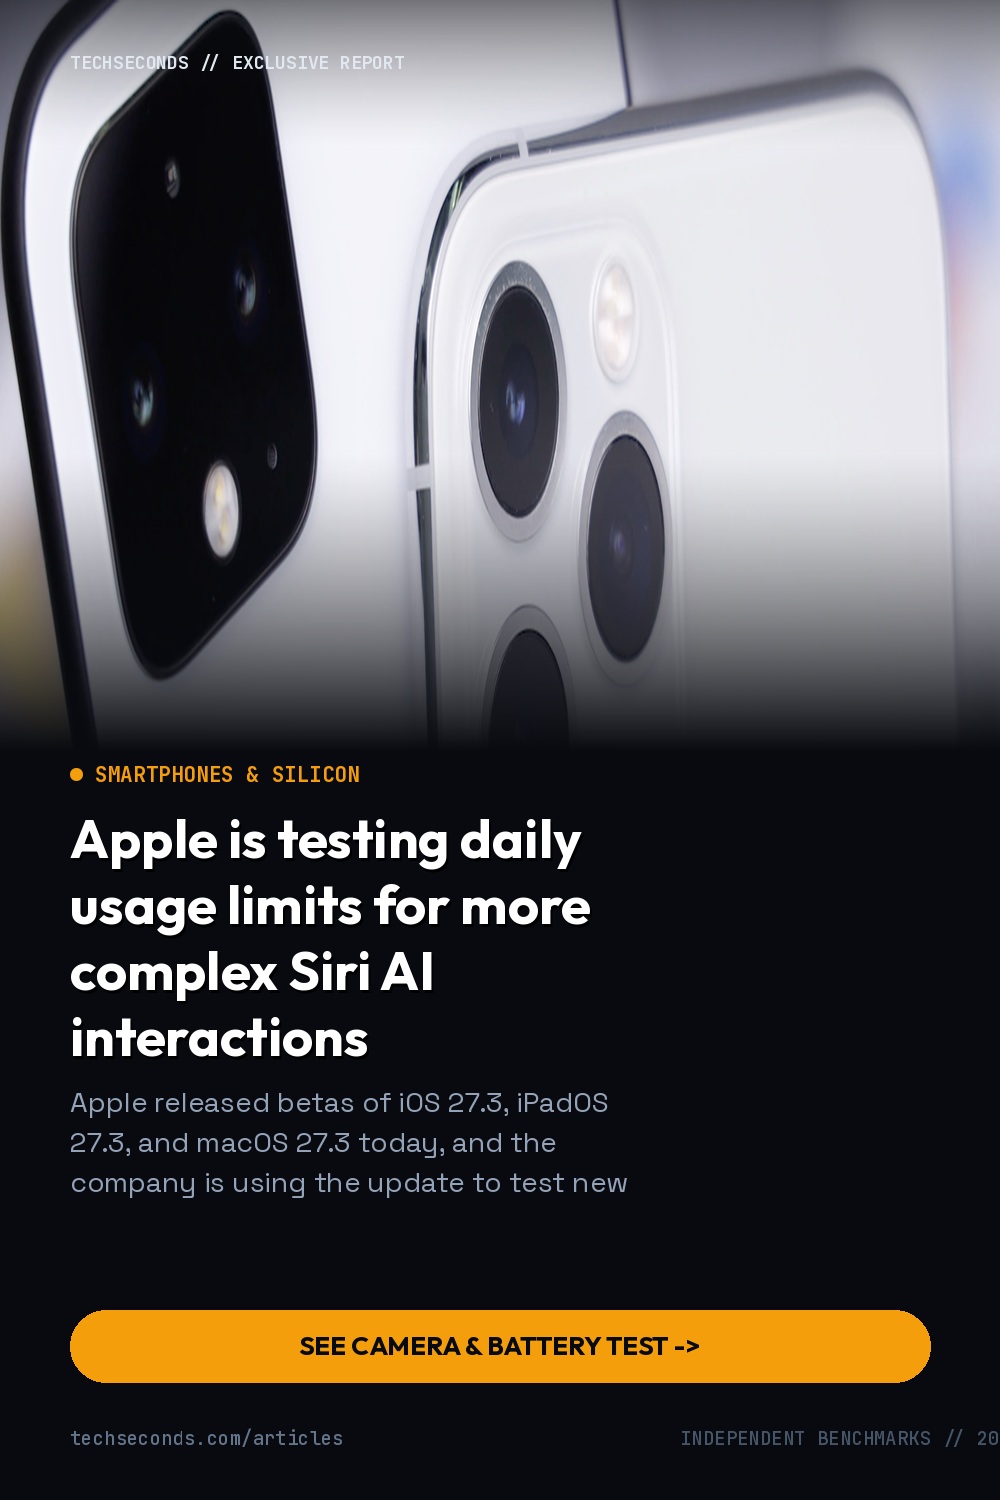 TECHSECONDS // EXCLUSIVE REPORT
SMARTPHONES & SILICON
Apple is testing daily
usage limits for more
complex Siri AI
interactions
Apple released betas of iOS 27.3, iPadOS
27.3, and macOS 27.3 today, and the
company is using the update to test new
SEE CAMERA & BATTERY TEST ->
techseconds.com/articles
INDEPENDENT BENCHMARKS // 20